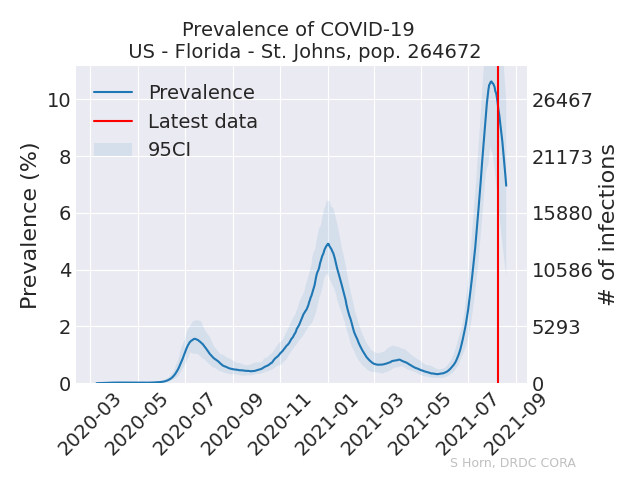 Prevalence of COVID-19
US - Florida - St. Johns, pop. 264672
Prevalence
Latest data
95CI
Prevalence (%)
10
8
6
4
2
0
26467
21173
15880
10586
5293
0
# of infections
2020-03
2020-05
2020-07
2020-09
2020-11
2021-01
2021-03
2021-05
2021-07
2021-09
S Horn, DRDC CORA